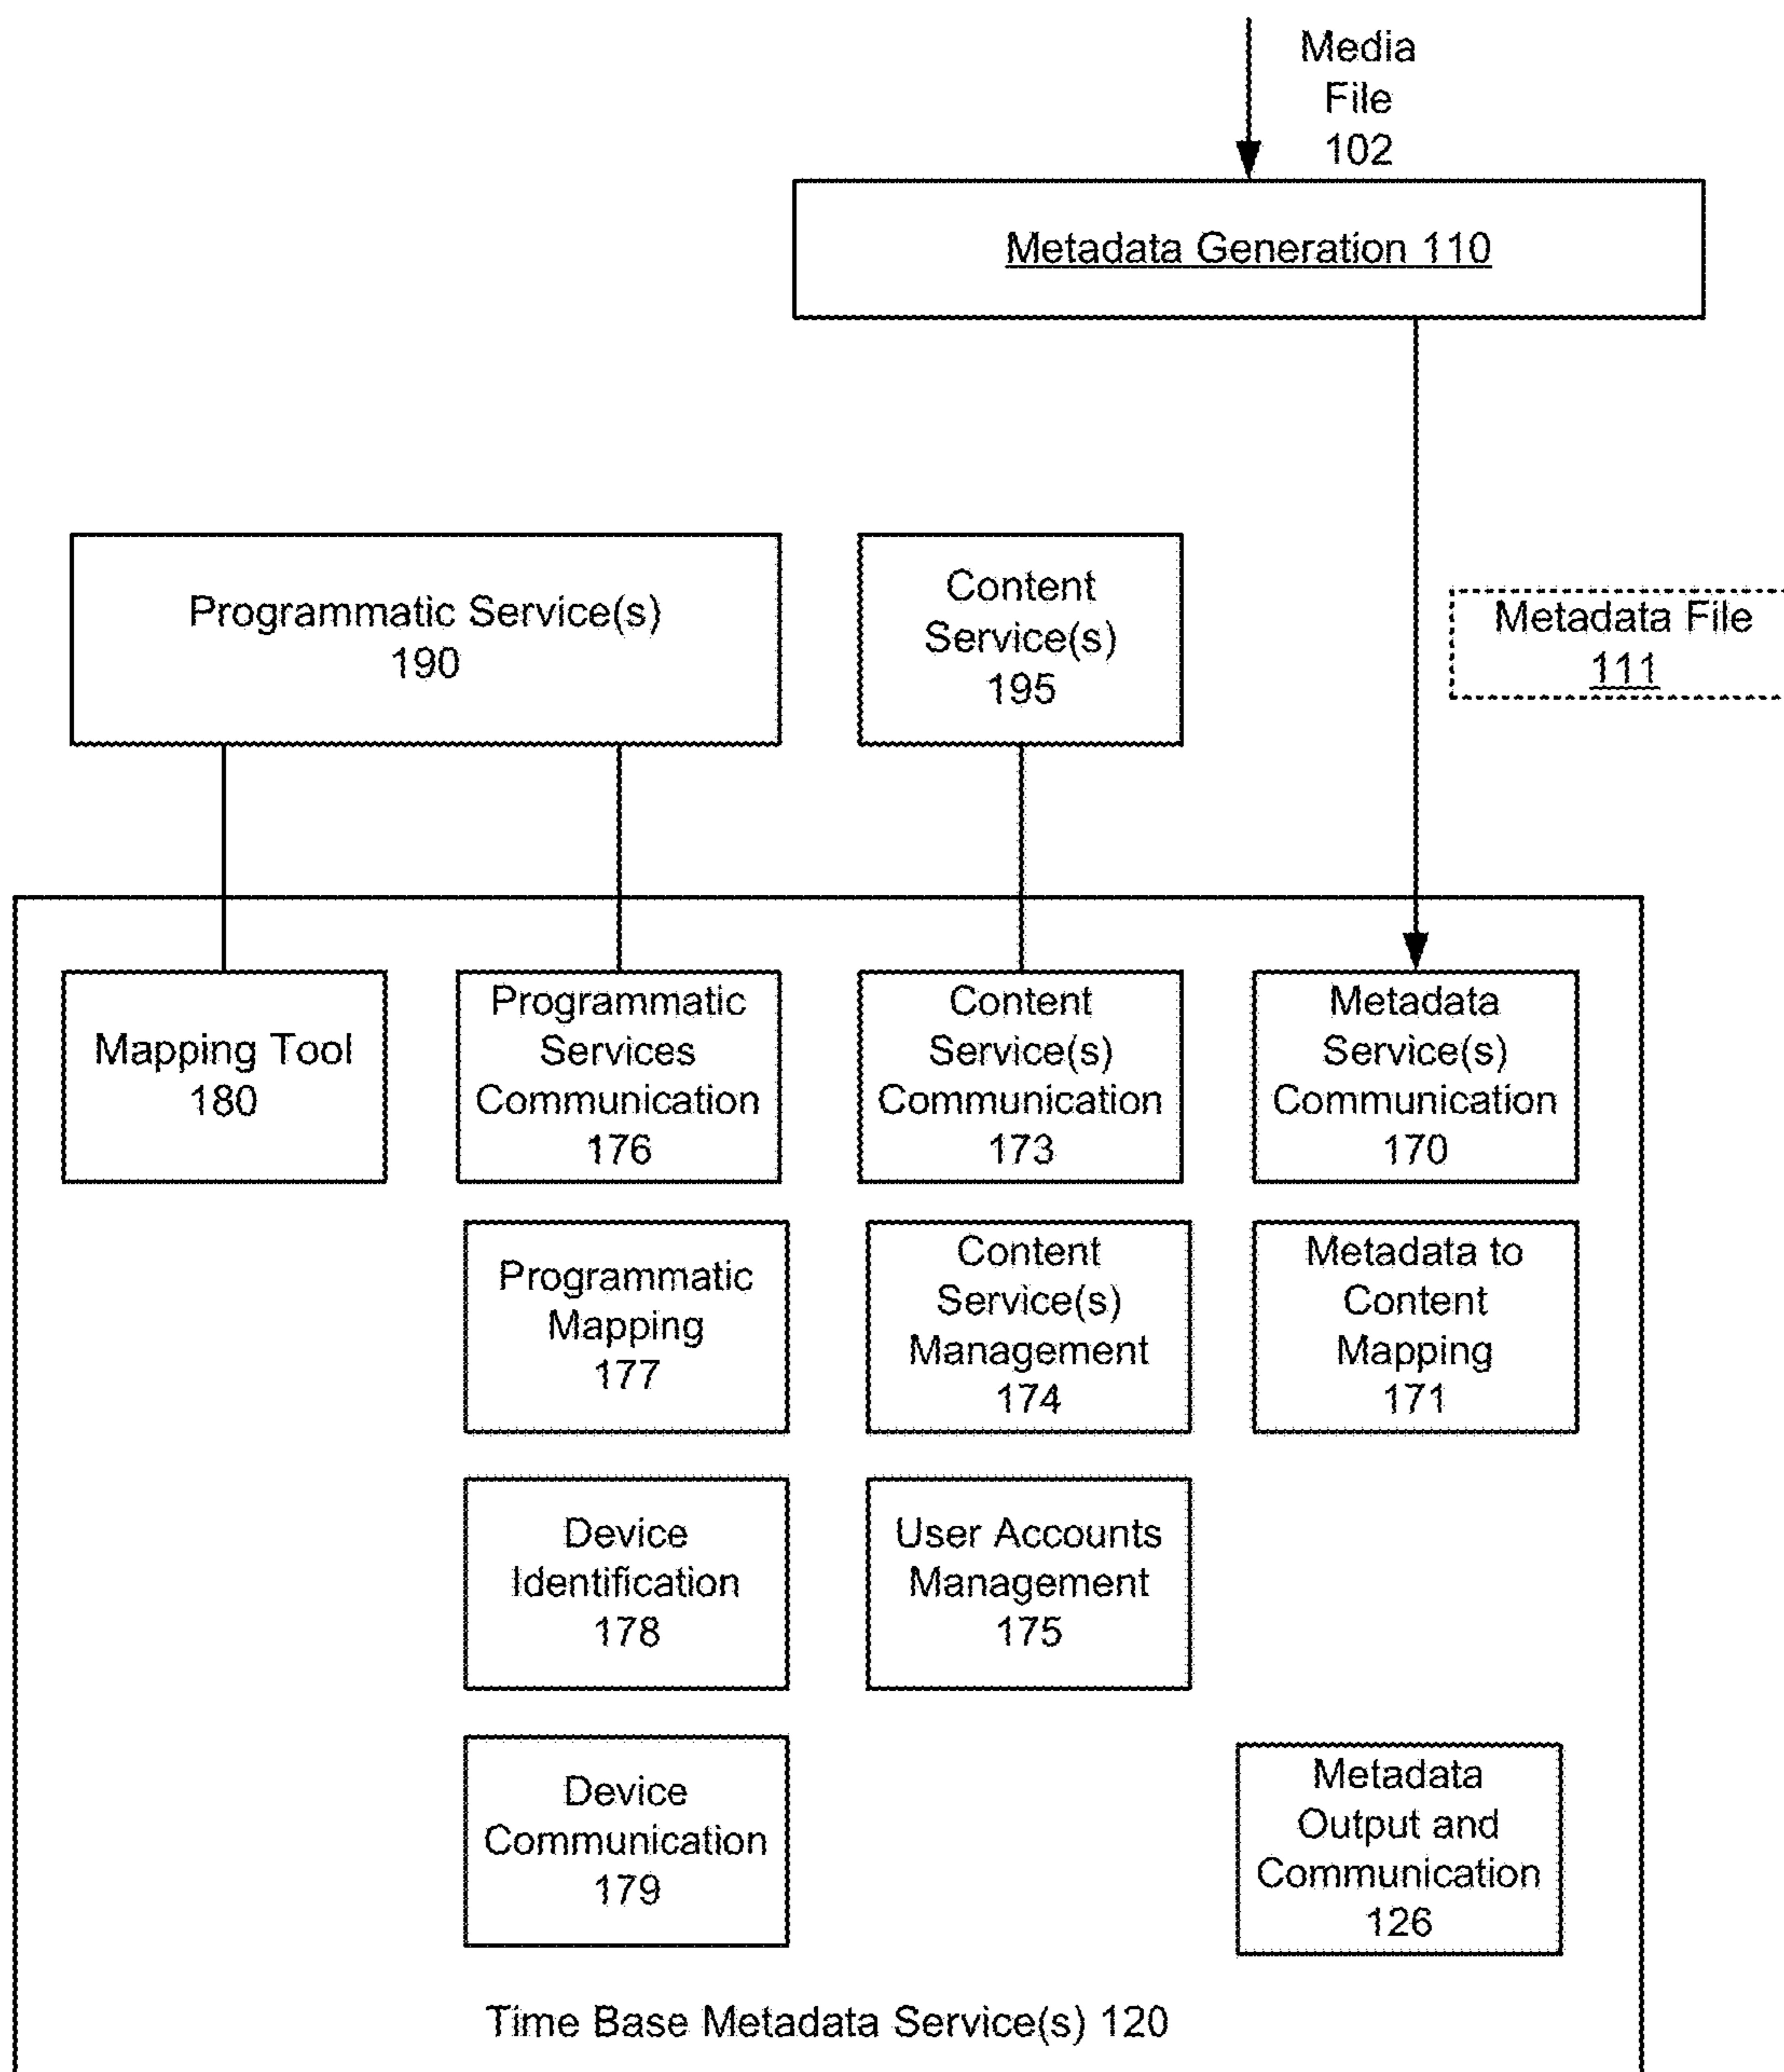 Media
File
102
Metadata Generation 110
Programmatic Service(s)
190
Content
Service(s)
195
Metadata File
111
Mapping Tool
180
Programmatic
Services
Communication
176
Content
Service(s)
Communication
173
Metadata
Service(s)
Communication
170
Programmatic
Mapping
177
Content
Service(s)
Management
174
Metadata to
Content
Mapping
171
Device
Identification
178
User Accounts
Management
175
Device
Communication
179
Metadata
Output and
Communication
126
Time Base Metadata Service(s) 120